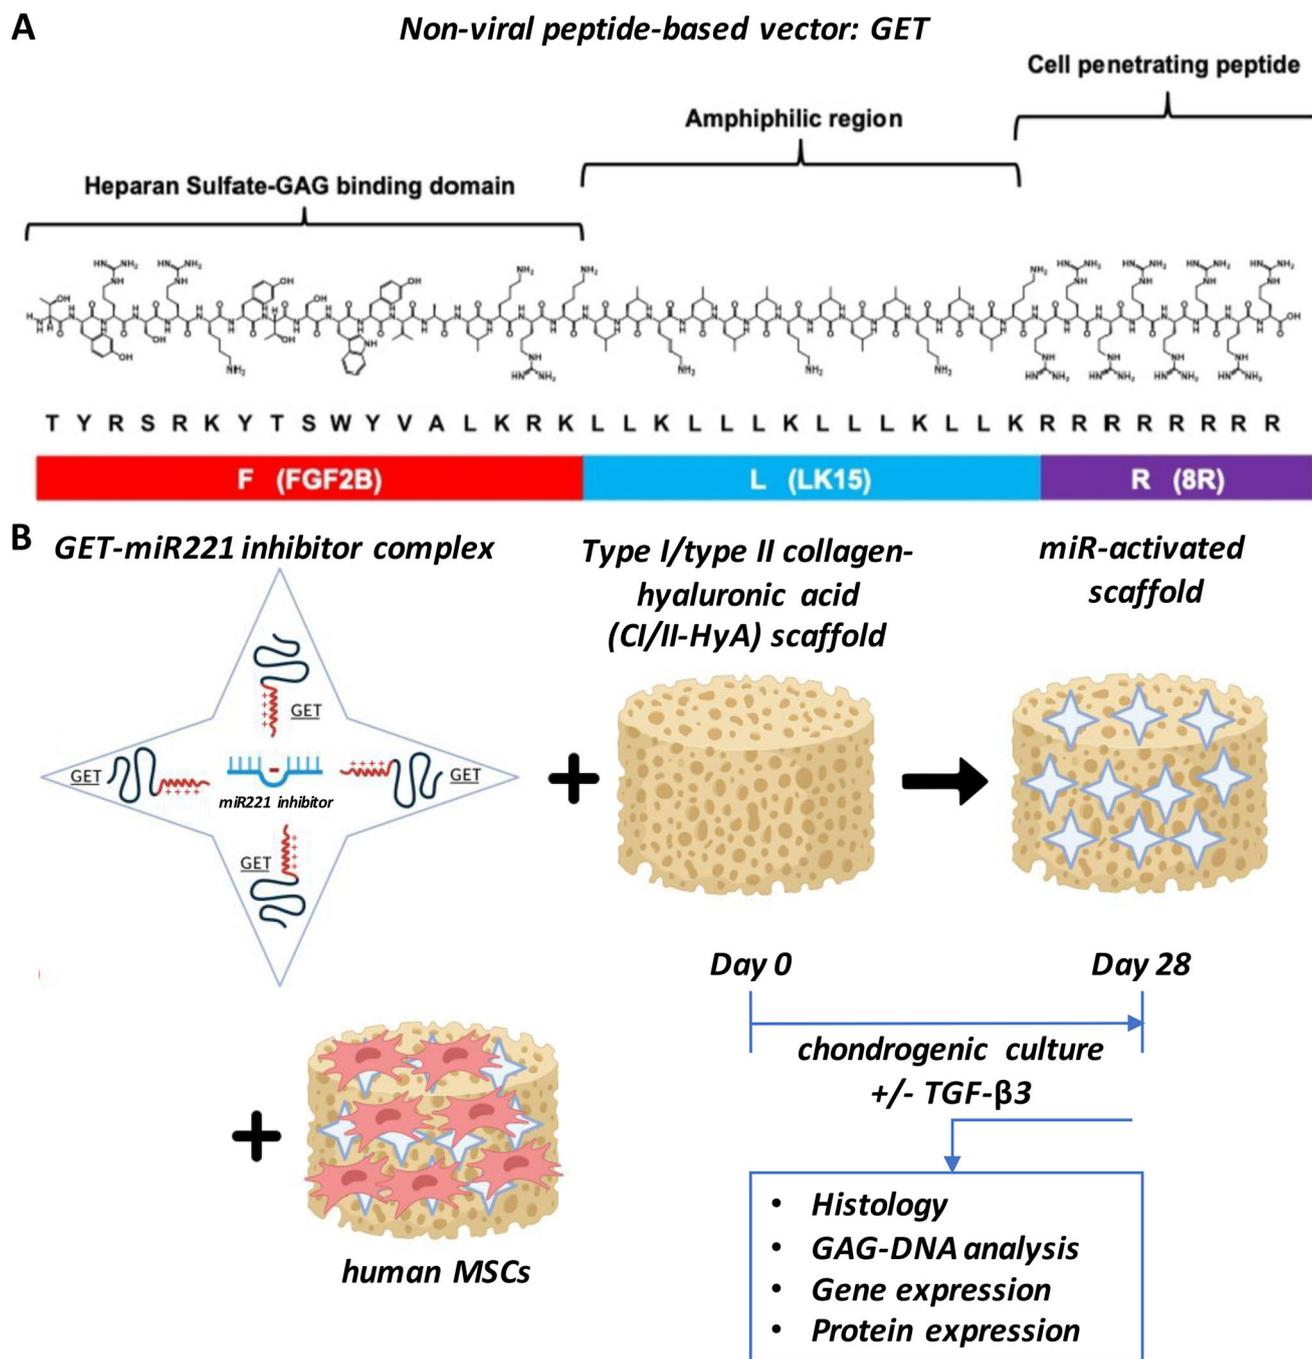 A
Non-viral peptide-based vector: GET
Cell penetrating peptide
Amphiphilic region
Heparan Sulfate-GAG binding domain
T Y R S R K Y T S W Y V A L K R K L L K L L L K L L L K L L K R R R R R R R R
F (FGF2B)
L (LK15)
R (8R)
B
GET-miR221 inhibitor complex
Type I/type II collagen-
hyaluronic acid
(CI/II-HyA) scaffold
miR-activated
scaffold
GET
GET
GET
miR221 inhibitor
GET
Day 0
Day 28
chondrogenic culture
+/- TGF-β3
human MSCs
• Histology
• GAG-DNA analysis
• Gene expression
• Protein expression